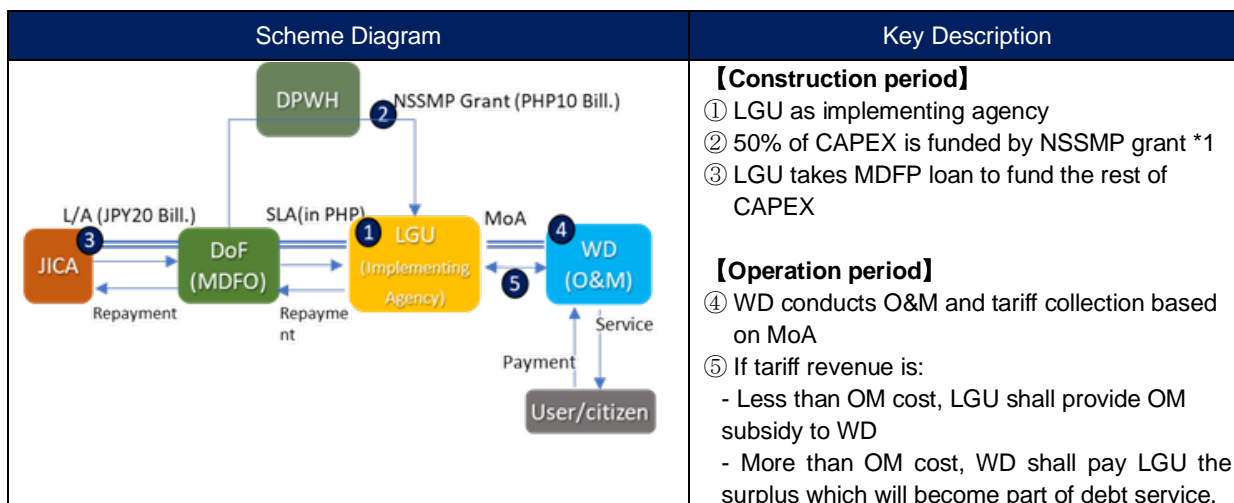 Scheme Diagram
Key Description
DPWH
② NSSMP Grant (PHP10 Bill.)
L/A (JPY20 Bill.)
SLA(in PHP)
MoA
③
①
④
JICA
DoF
(MDFO)
LGU
(Implementing
Agency)
WD
(O&M)
⑤
Repayment
Repayme
nt
Service
Payment
User/citizen
【Construction period】
① LGU as implementing agency
② 50% of CAPEX is funded by NSSMP grant *1
③ LGU takes MDFP loan to fund the rest of
CAPEX
【Operation period】
④ WD conducts O&M and tariff collection based
on MoA
⑤ If tariff revenue is:
- Less than OM cost, LGU shall provide OM
subsidy to WD
- More than OM cost, WD shall pay LGU the
surplus which will become part of debt service.